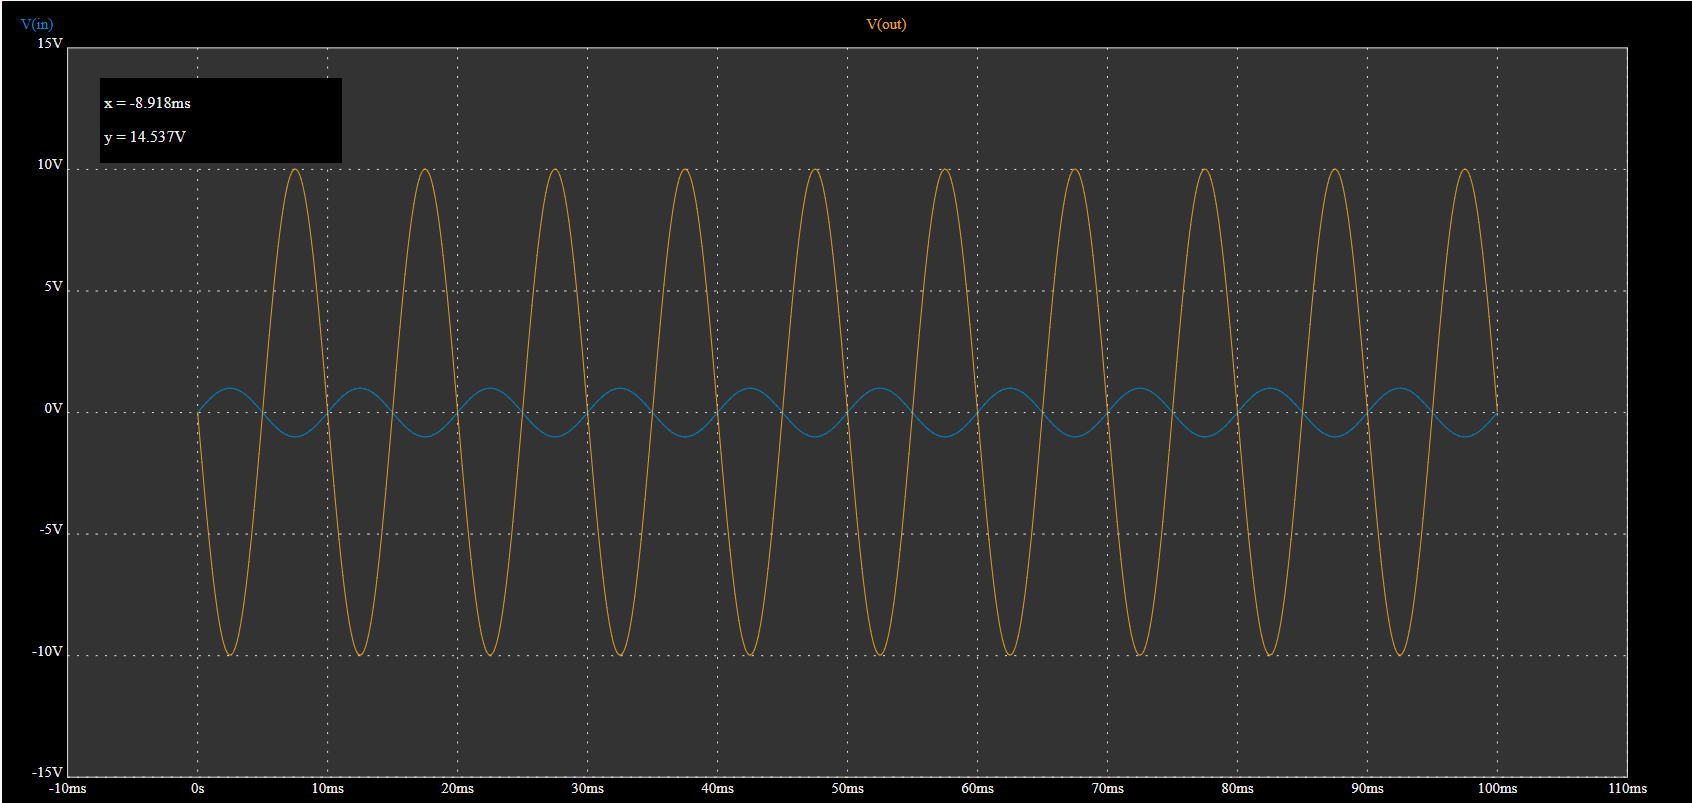 V(in) V(out)
15V
x = -8.918ms
y = 14.537V
10V
5V
0V
-5V
-10V
-15V
-10ms 0s 10ms 20ms 30ms 40ms 50ms 60ms 70ms 80ms 90ms 100ms 110ms